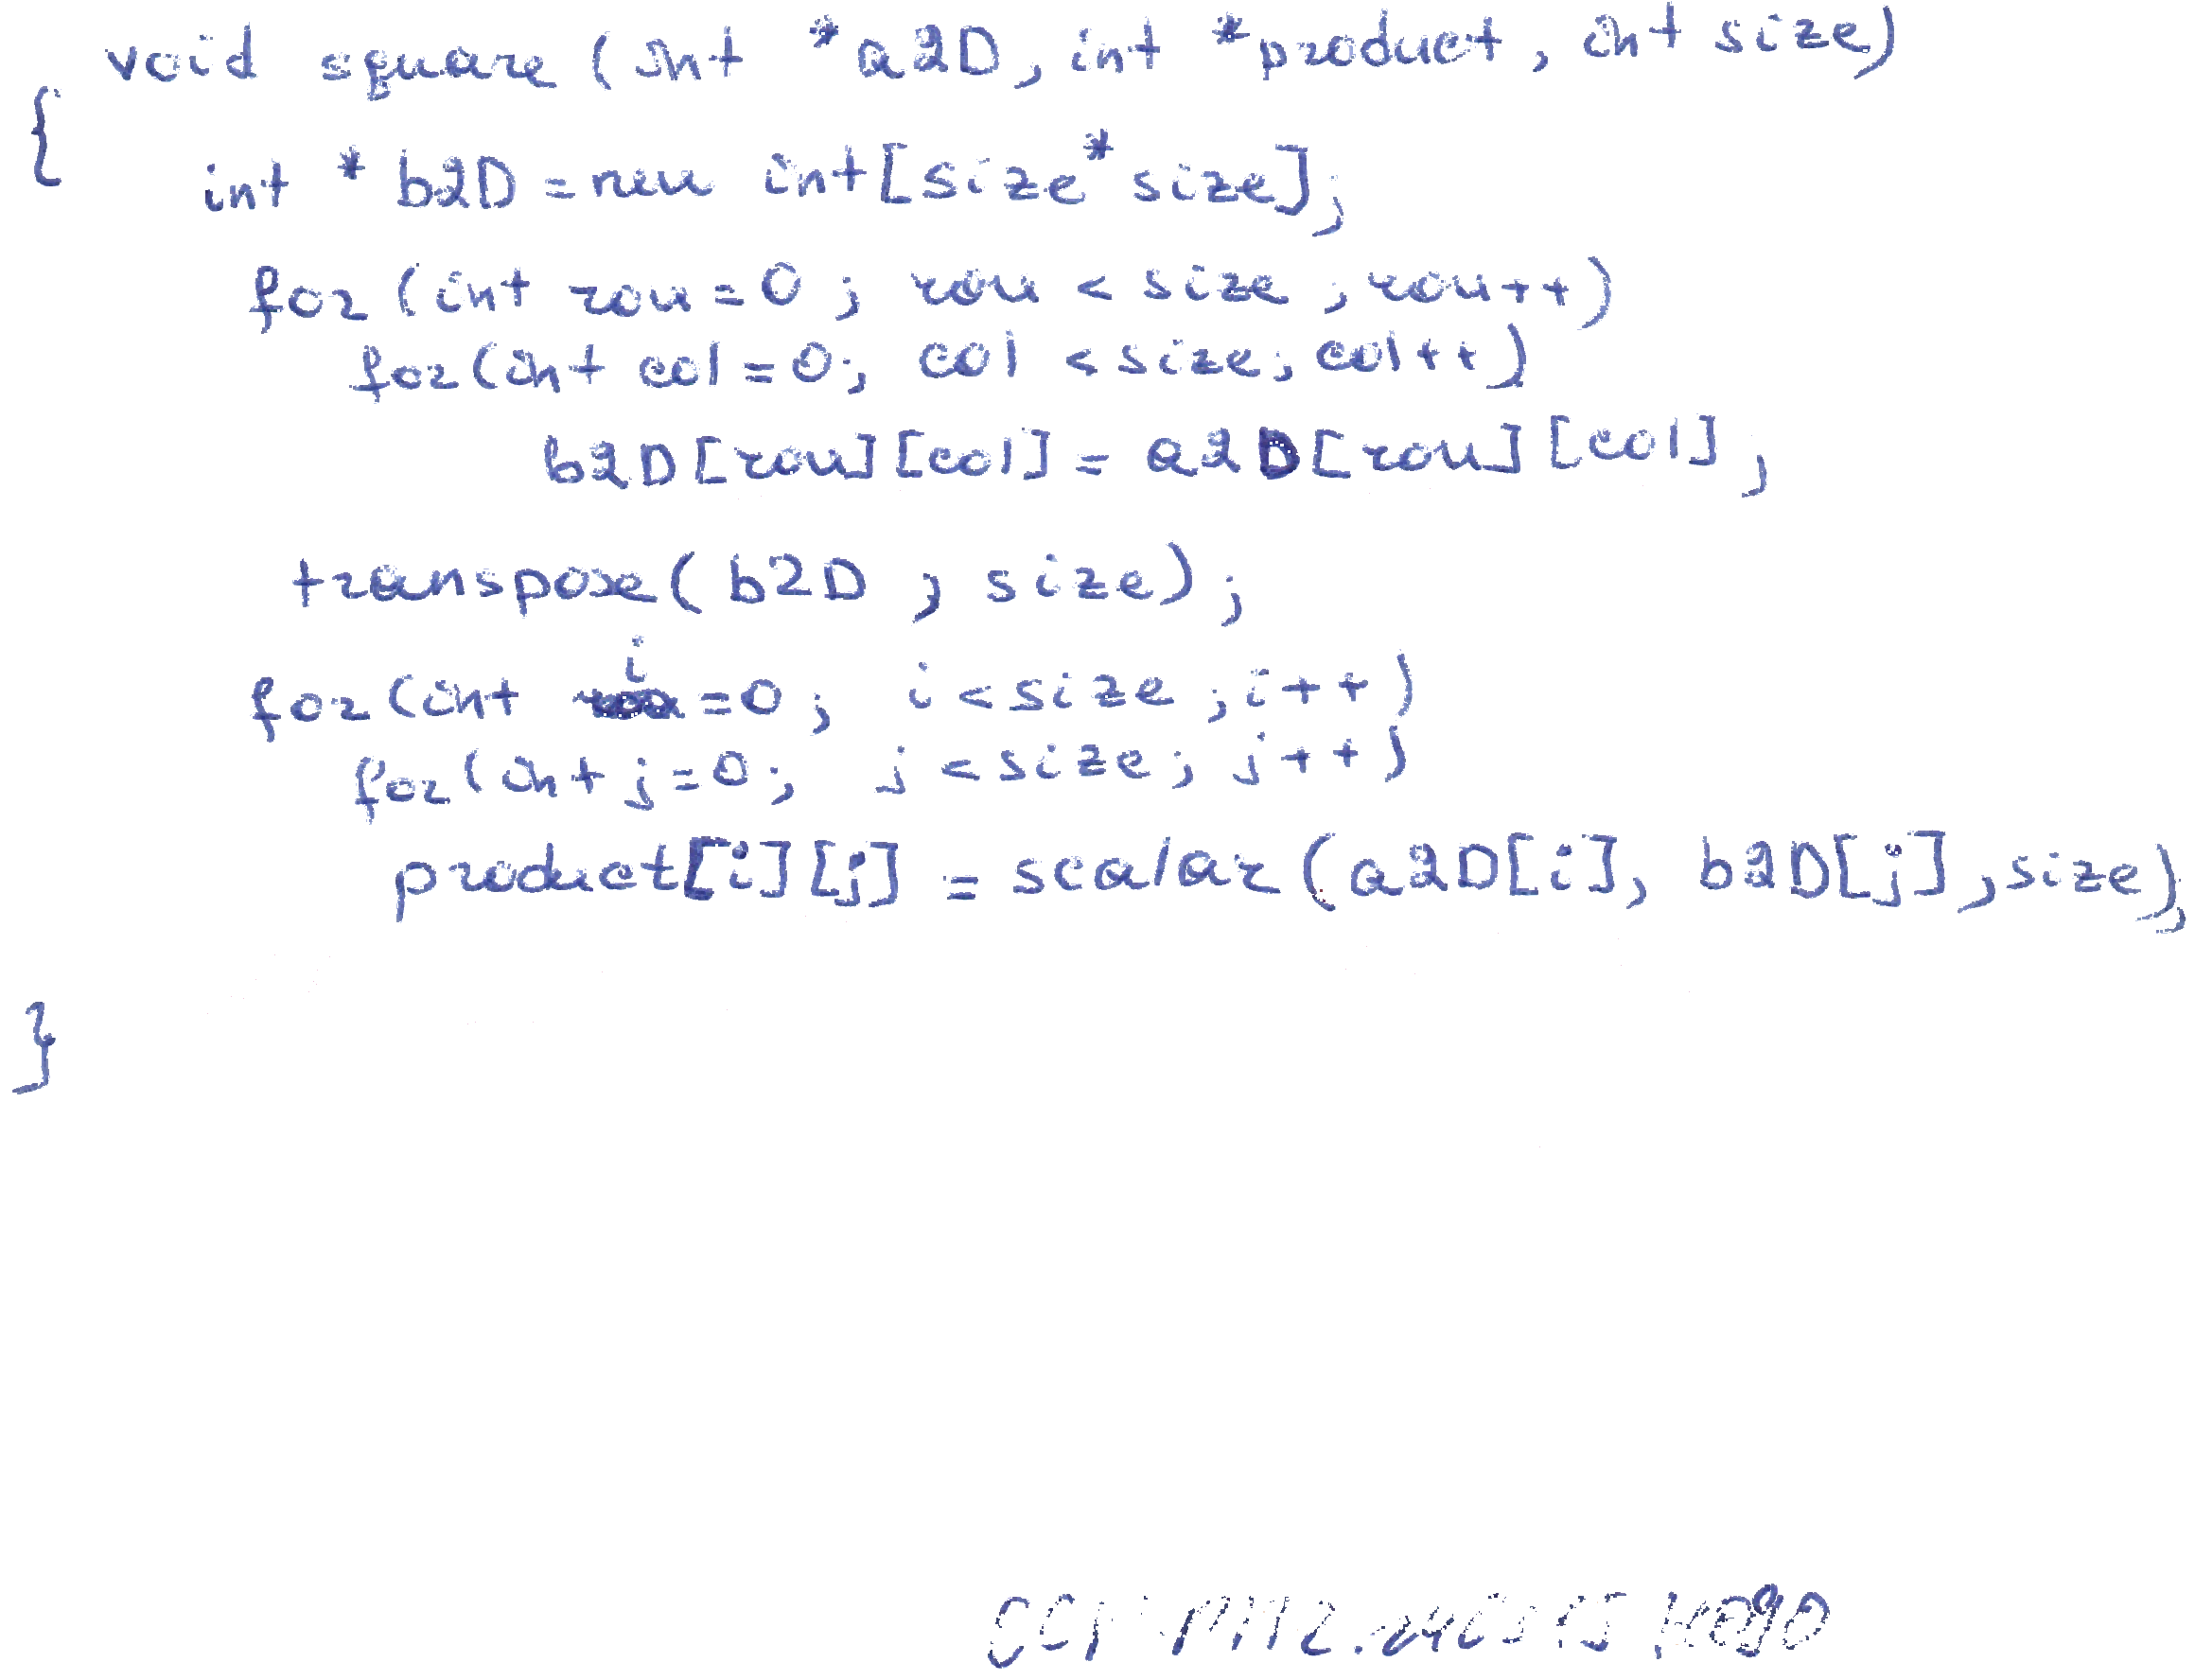 void square (int *a2D, int *product, int size)
{
int * b2D = new int[size*size];
for (int row = 0; row < size; row++)
for (int col = 0; col < size; col++)
b2D[row][col] = a2D[row][col];
transpose(b2D, size);
for (int i = 0; i < size; i++)
for (int j = 0; j < size; j++)
product[i][j] = scalar(a2D[i], b2D[j], size);
}